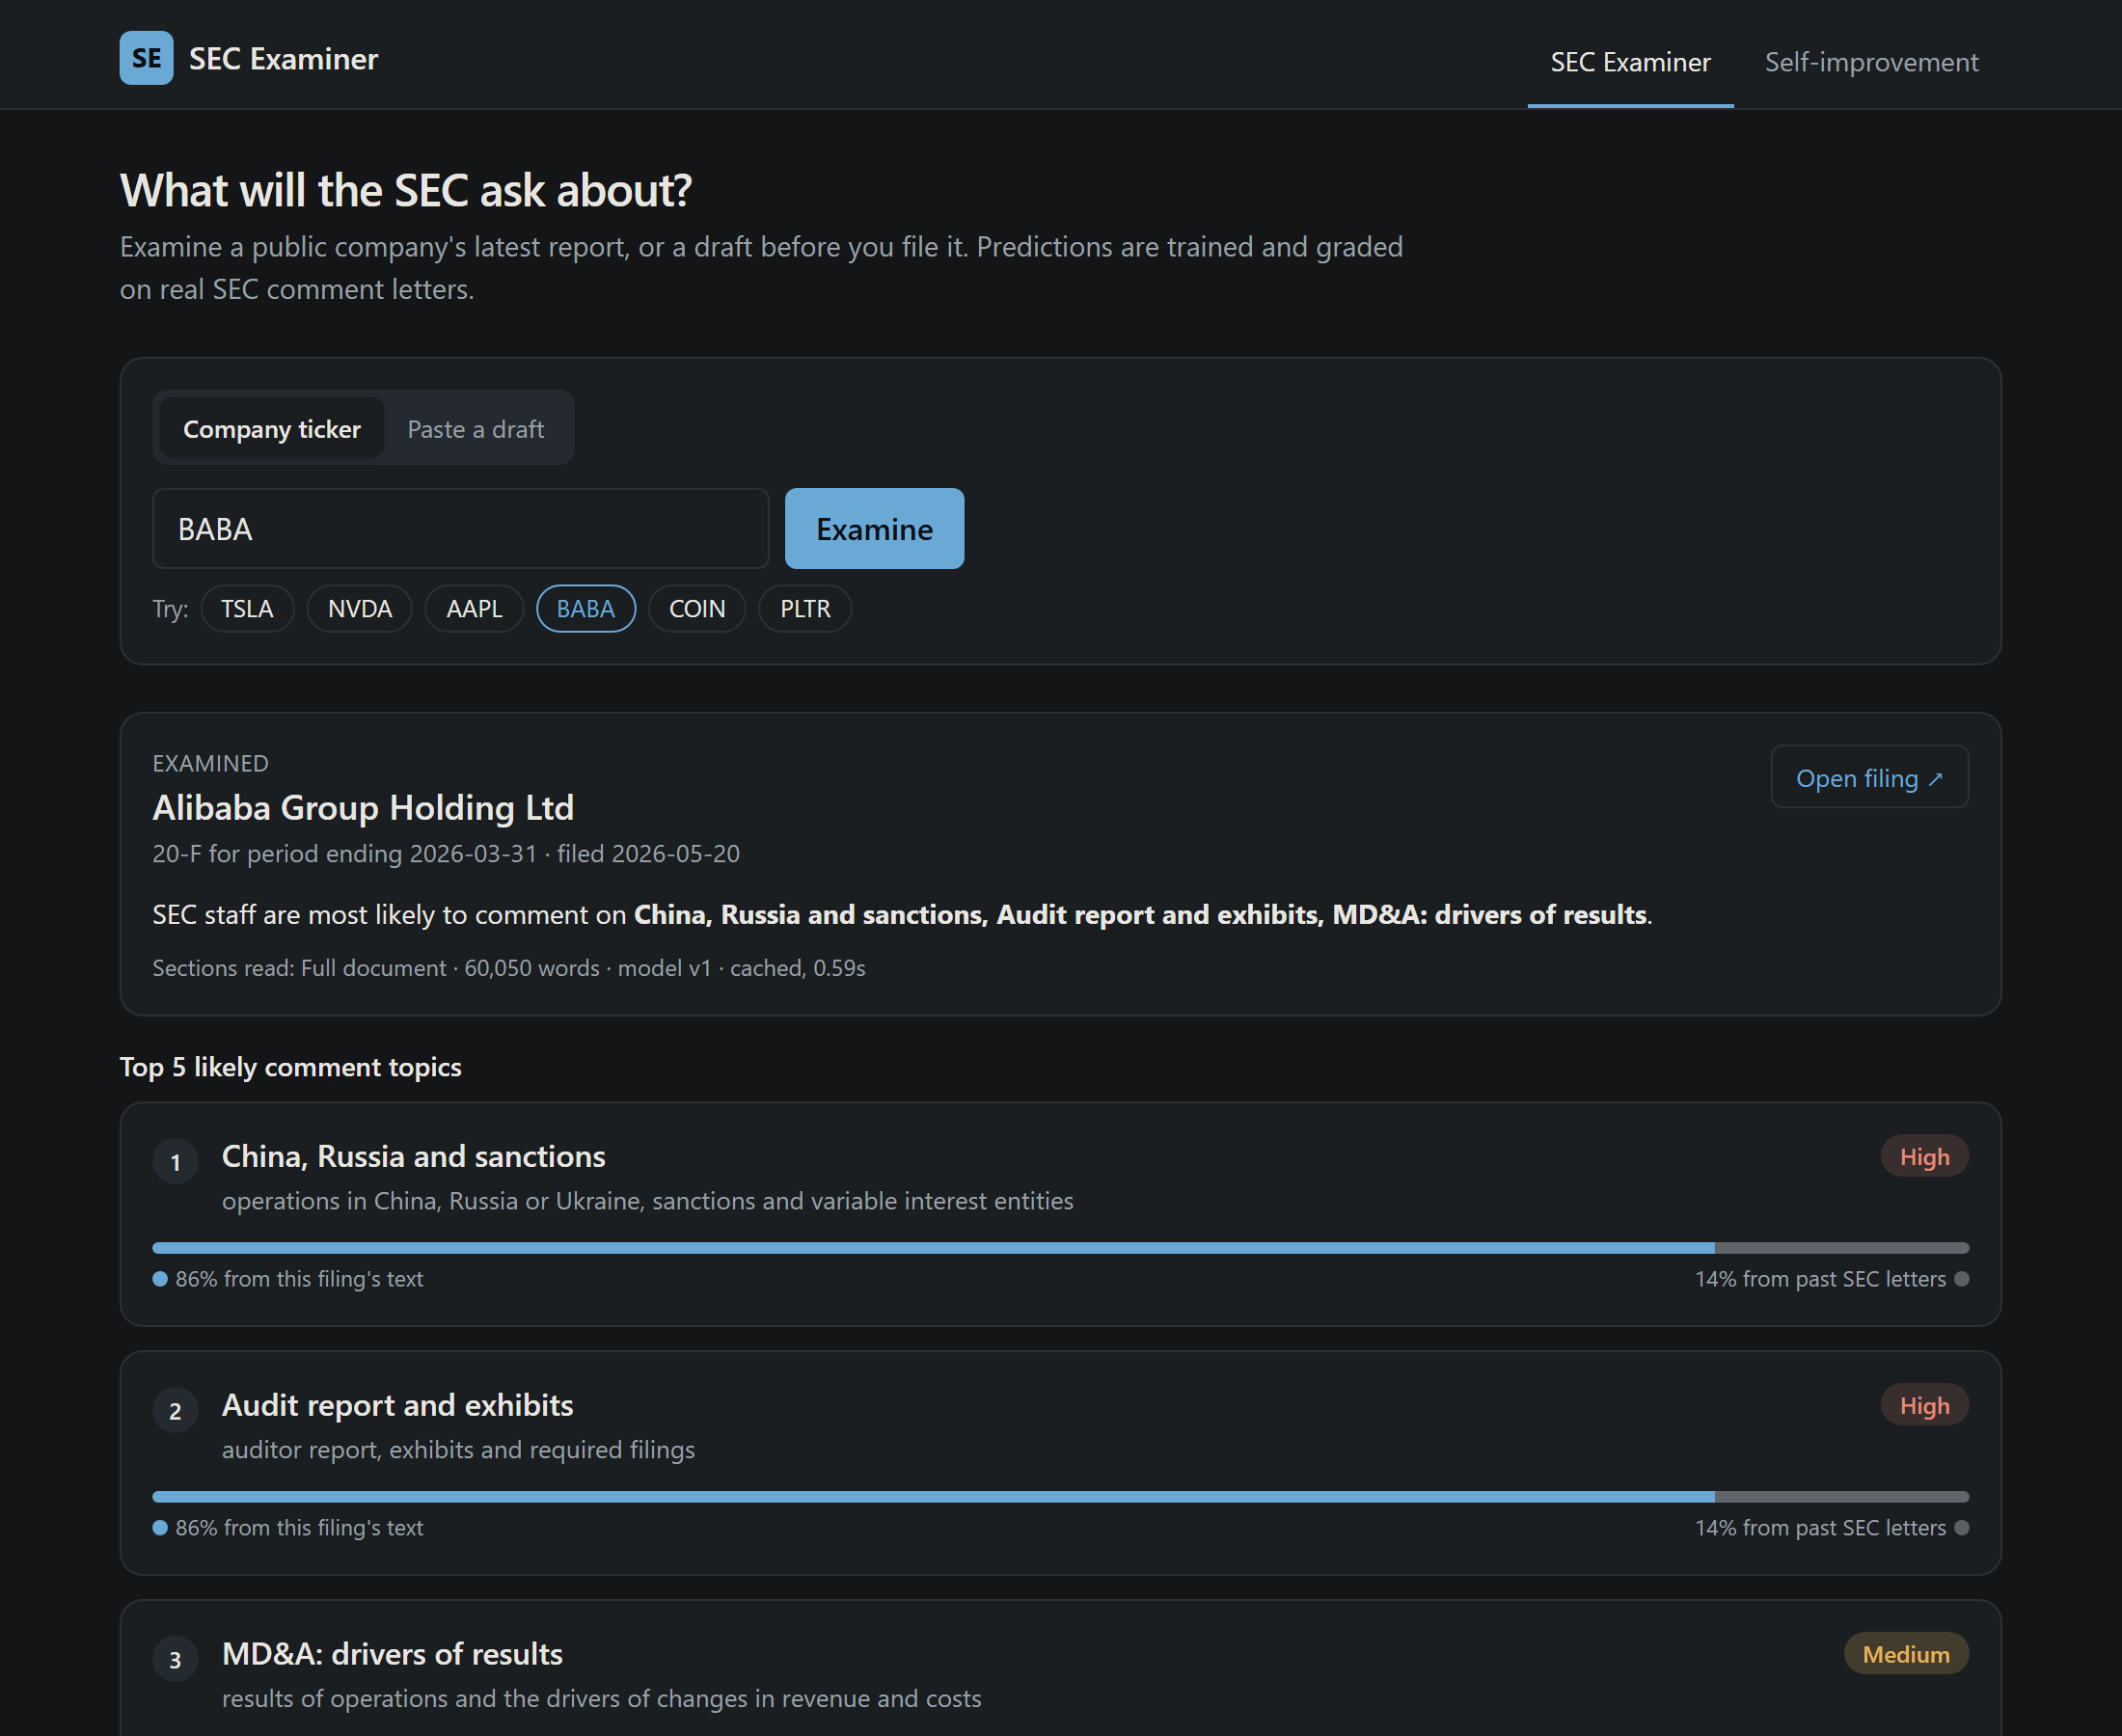 SE SEC Examiner
SEC Examiner
Self-improvement
What will the SEC ask about?
Examine a public company's latest report, or a draft before you file it. Predictions are trained and graded
on real SEC comment letters.
Company ticker
Paste a draft
BABA
Examine
Try: TSLA NVDA AAPL BABA COIN PLTR
EXAMINED
Open filing ↗
Alibaba Group Holding Ltd
20-F for period ending 2026-03-31 · filed 2026-05-20
SEC staff are most likely to comment on China, Russia and sanctions, Audit report and exhibits, MD&A: drivers of results.
Sections read: Full document · 60,050 words · model v1 · cached, 0.59s
Top 5 likely comment topics
1 China, Russia and sanctions High
operations in China, Russia or Ukraine, sanctions and variable interest entities
86% from this filing's text 14% from past SEC letters
2 Audit report and exhibits High
auditor report, exhibits and required filings
86% from this filing's text 14% from past SEC letters
3 MD&A: drivers of results Medium
results of operations and the drivers of changes in revenue and costs